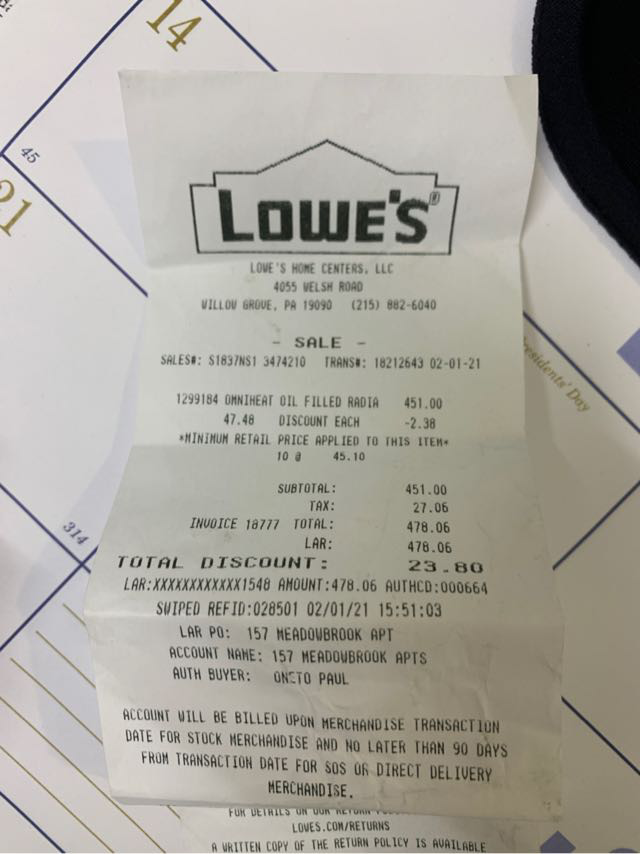 14
45
21
314
Presidents' Day
LOWE'S®
LOWE'S HOME CENTERS, LLC
4055 WELSH ROAD
WILLOW GROVE, PA 19090 (215) 882-6040
- SALE -
SALES#: S1837NS1 3474210 TRANS#: 18212643 02-01-21
1299184 OMNIHEAT OIL FILLED RADIA 451.00
47.48 DISCOUNT EACH -2.38
*MINIMUM RETAIL PRICE APPLIED TO THIS ITEM*
10 @ 45.10
SUBTOTAL: 451.00
TAX: 27.06
INVOICE 18777 TOTAL: 478.06
LAR: 478.06
TOTAL DISCOUNT: 23.80
LAR:XXXXXXXXXXXX1548 AMOUNT:478.06 AUTHCD:000664
SWIPED REFID:028501 02/01/21 15:51:03
LAR PO: 157 MEADOWBROOK APT
ACCOUNT NAME: 157 MEADOWBROOK APTS
AUTH BUYER: PAUL
ACCOUNT WILL BE BILLED UPON MERCHANDISE TRANSACTION
DATE FOR STOCK MERCHANDISE AND NO LATER THAN 90 DAYS
FROM TRANSACTION DATE FOR SOS OR DIRECT DELIVERY
MERCHANDISE.
FOR DETAILS ON OUR RETURN
LOWES.COM/RETURNS
A WRITTEN COPY OF THE RETURN POLICY IS AVAILABLE